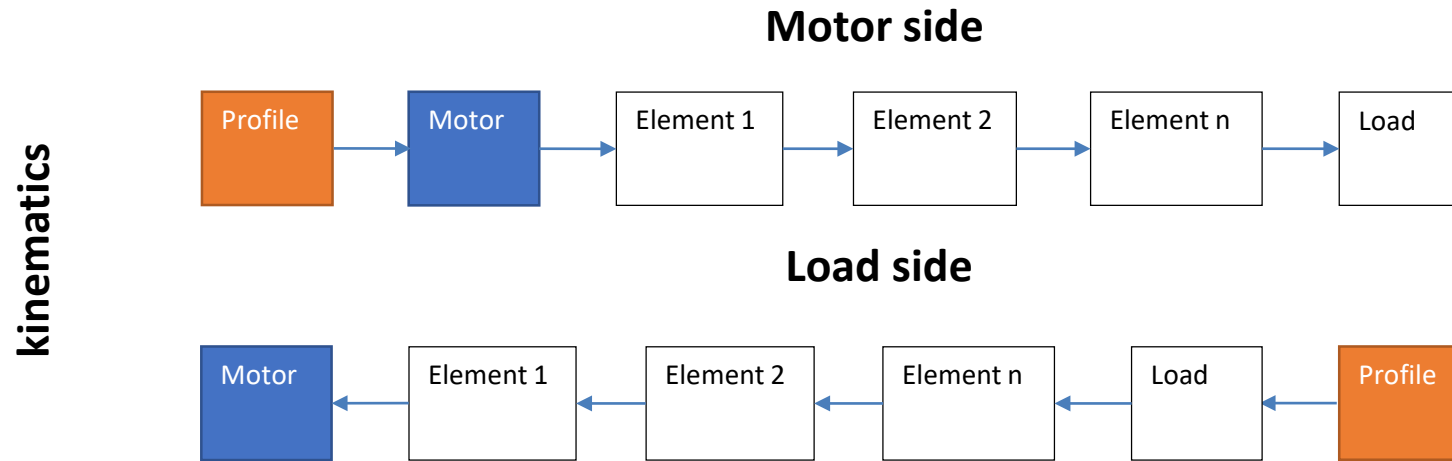 Motor side
kinematics
Profile
Motor
Element 1
Element 2
Element n
Load
Load side
Motor
Element 1
Element 2
Element n
Load
Profile